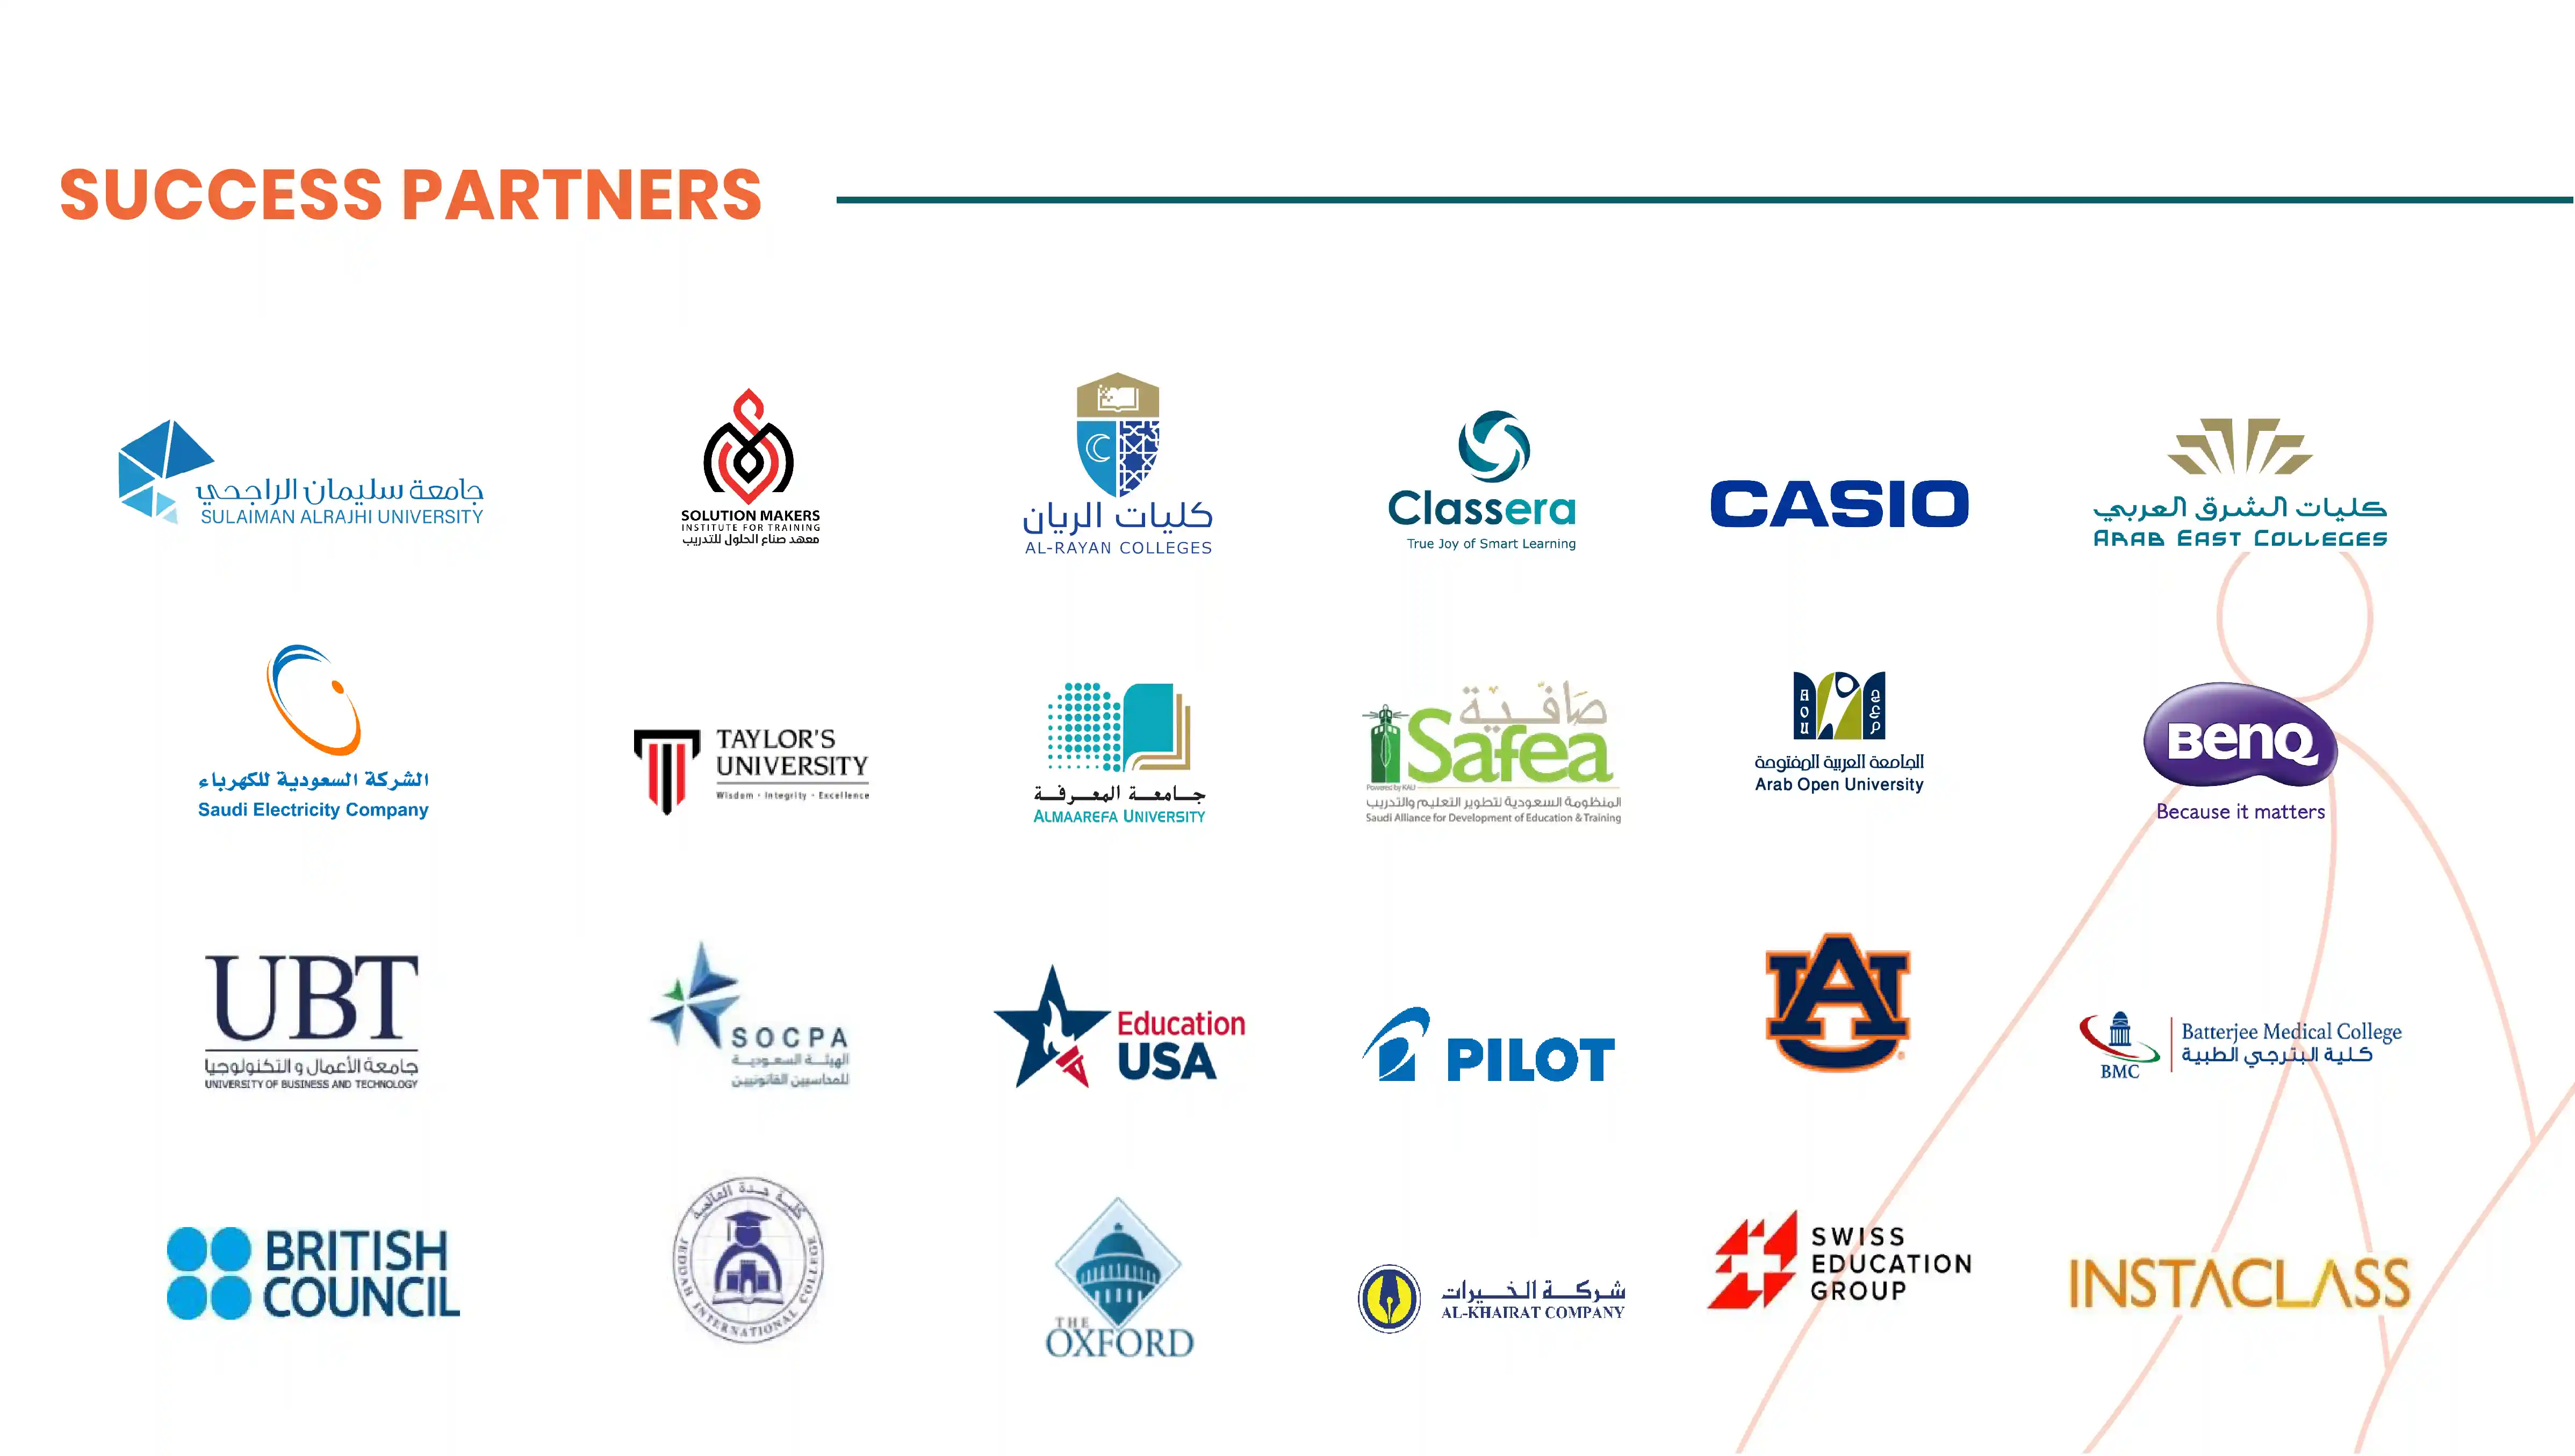 SUCCESS PARTNERS
جامعة سليمان الراجحي
SULAIMAN ALRAJHI UNIVERSITY
SOLUTION MAKERS
INSTITUTE FOR TRAINING
معهد صناع الحلول للتدريب
كليات الريان
AL-RAYAN COLLEGES
Classera
True Joy of Smart Learning
CASIO
كليات الشرق العربي
ARAB EAST COLLEGES
الشركة السعودية للكهرباء
Saudi Electricity Company
TAYLOR'S
UNIVERSITY
Wisdom · Integrity · Excellence
جامعة المعرفة
ALMAAREFA UNIVERSITY
صَافِيَة
iSafea
Powered by KAU
المنظومة السعودية لتطوير التعليم والتدريب
Saudi Alliance for Development of Education & Training
AOU
الجامعة العربية المفتوحة
Arab Open University
BenQ
Because it matters
UBT
جامعة الأعمال و التكنولوجيا
UNIVERSITY OF BUSINESS AND TECHNOLOGY
SOCPA
الهيئة السعودية
للمحاسبين القانونيين
Education
USA
PILOT
AU
Batterjee Medical College
كلية البترجي الطبية
BMC
BRITISH
COUNCIL
كلية جدة العالمية
JEDDAH INTERNATIONAL COLLEGE
THE
OXFORD
شركة الخيرات
AL-KHAIRAT COMPANY
SWISS
EDUCATION
GROUP
INSTACLASS